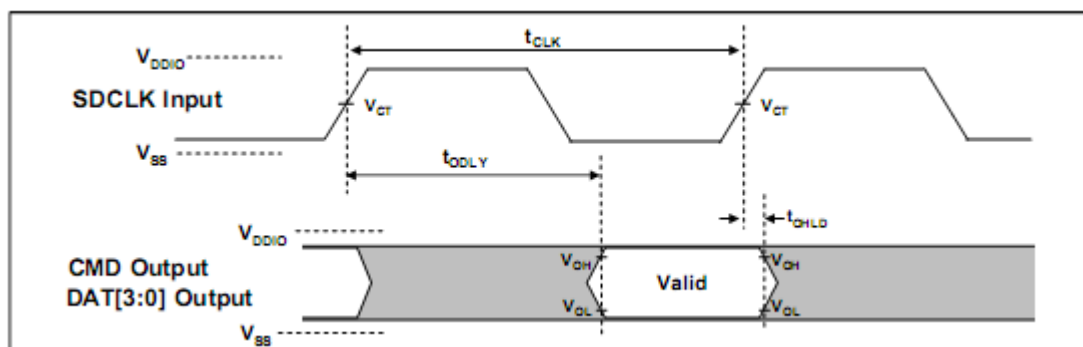 tCLK
VDDIO
SDCLK Input
VCT VCT
VSS
tODLY
tOHLD
VDDIO
CMD Output
VOH VOH
Valid
DAT[3:0] Output
VOL VOL
VSS